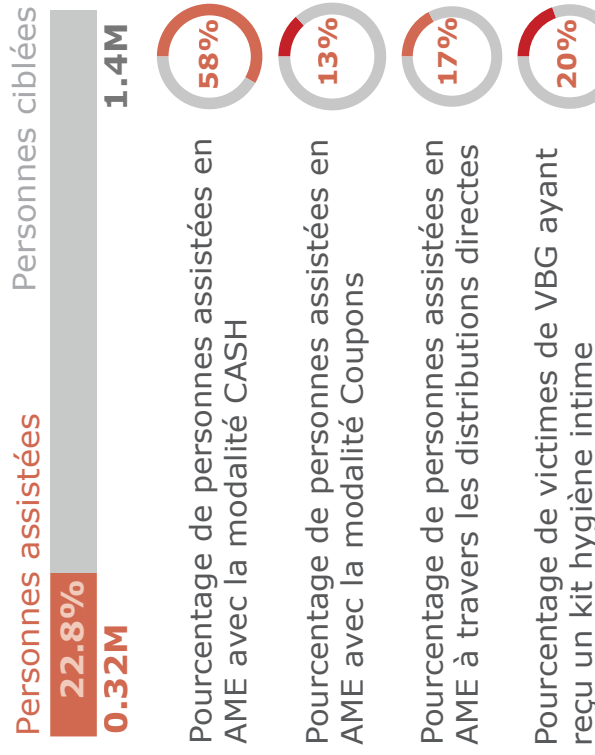 Personnes assistées
Personnes ciblées
22.8%
0.32M
1.4M
Pourcentage de personnes assistées en
AME avec la modalité CASH
58%
Pourcentage de personnes assistées en
AME avec la modalité Coupons
13%
Pourcentage de personnes assistées en
AME à travers les distributions directes
17%
Pourcentage de victimes de VBG ayant
reçu un kit hygiène intime
20%